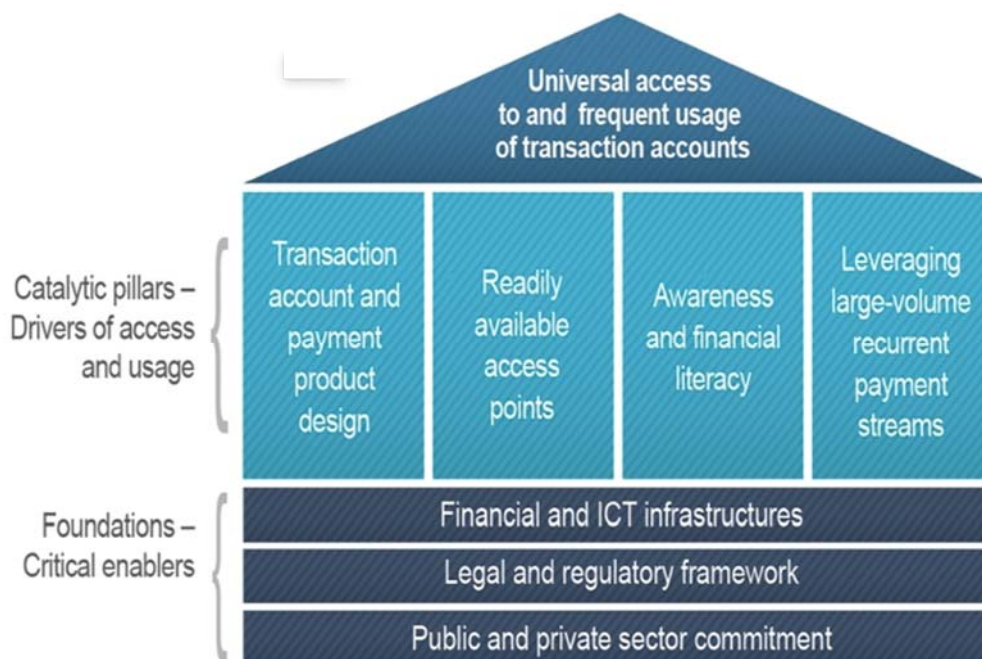 Universal access
to and frequent usage
of transaction accounts
Catalytic pillars –
Drivers of access
and usage
Transaction
account and
payment
product
design
Readily
available
access
points
Awareness
and financial
literacy
Leveraging
large-volume
recurrent
payment
streams
Foundations –
Critical enablers
Financial and ICT infrastructures
Legal and regulatory framework
Public and private sector commitment